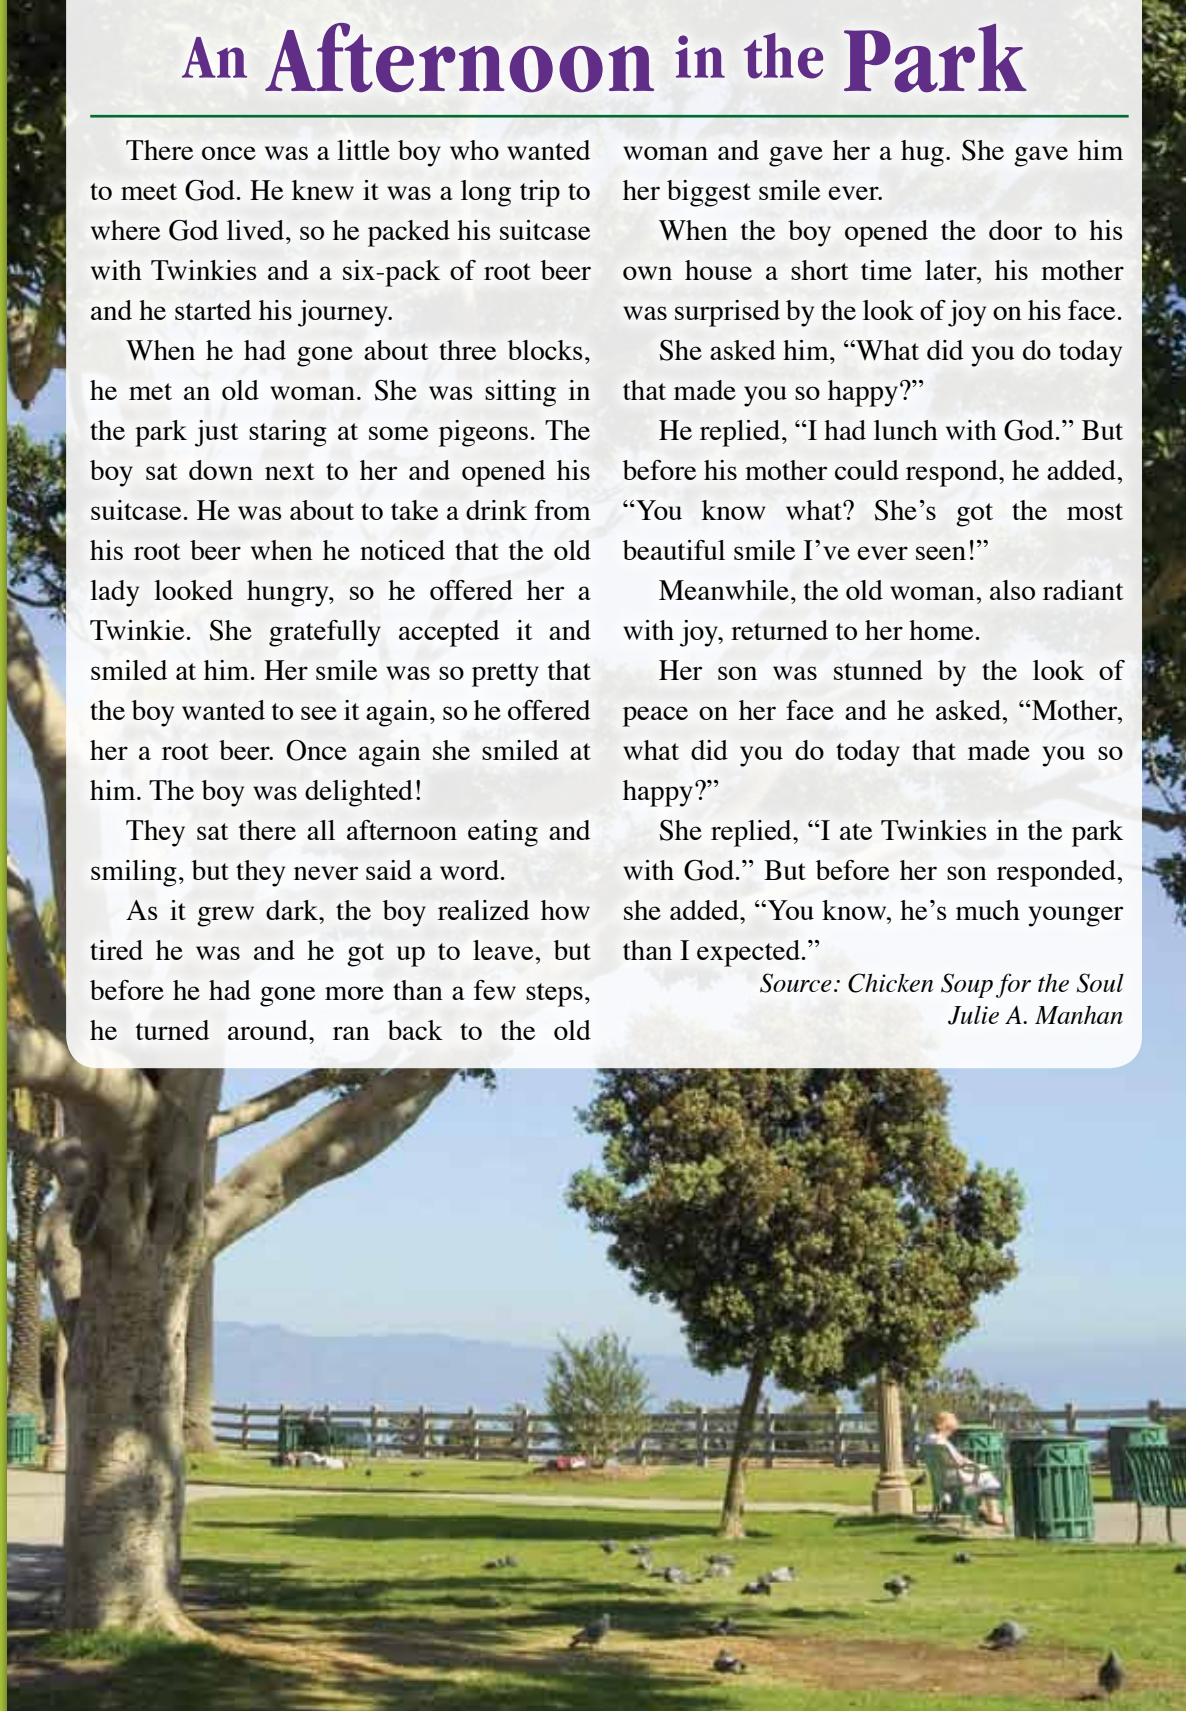 An Afternoon in the Park
There once was a little boy who wanted
to meet God. He knew it was a long trip to
where God lived, so he packed his suitcase
with Twinkies and a six-pack of root beer
and he started his journey.
When he had gone about three blocks,
he met an old woman. She was sitting in
the park just staring at some pigeons. The
boy sat down next to her and opened his
suitcase. He was about to take a drink from
his root beer when he noticed that the old
lady looked hungry, so he offered her a
Twinkie. She gratefully accepted it and
smiled at him. Her smile was so pretty that
the boy wanted to see it again, so he offered
her a root beer. Once again she smiled at
him. The boy was delighted!
They sat there all afternoon eating and
smiling, but they never said a word.
As it grew dark, the boy realized how
tired he was and he got up to leave, but
before he had gone more than a few steps,
he turned around, ran back to the old
woman and gave her a hug. She gave him
her biggest smile ever.
When the boy opened the door to his
own house a short time later, his mother
was surprised by the look of joy on his face.
She asked him, “What did you do today
that made you so happy?”
He replied, “I had lunch with God.” But
before his mother could respond, he added,
“You know what? She’s got the most
beautiful smile I’ve ever seen!”
Meanwhile, the old woman, also radiant
with joy, returned to her home.
Her son was stunned by the look of
peace on her face and he asked, “Mother,
what did you do today that made you so
happy?”
She replied, “I ate Twinkies in the park
with God.” But before her son responded,
she added, “You know, he’s much younger
than I expected.”
Source: Chicken Soup for the Soul
Julie A. Manhan